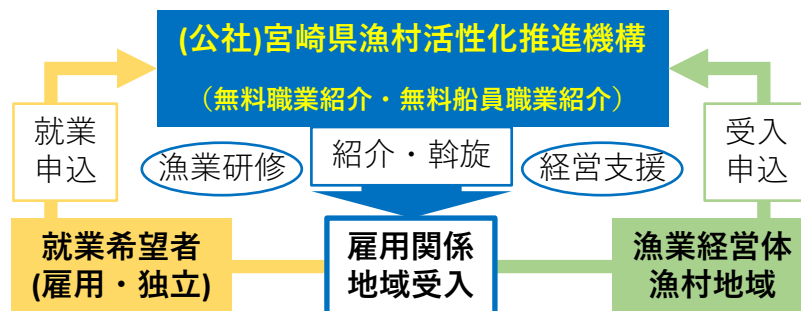 (公社)宮崎県漁村活性化推進機構
（無料職業紹介・無料船員職業紹介）
就業
申込
漁業研修
紹介・斡旋
経営支援
受入
申込
就業希望者
(雇用・独立)
雇用関係
地域受入
漁業経営体
漁村地域